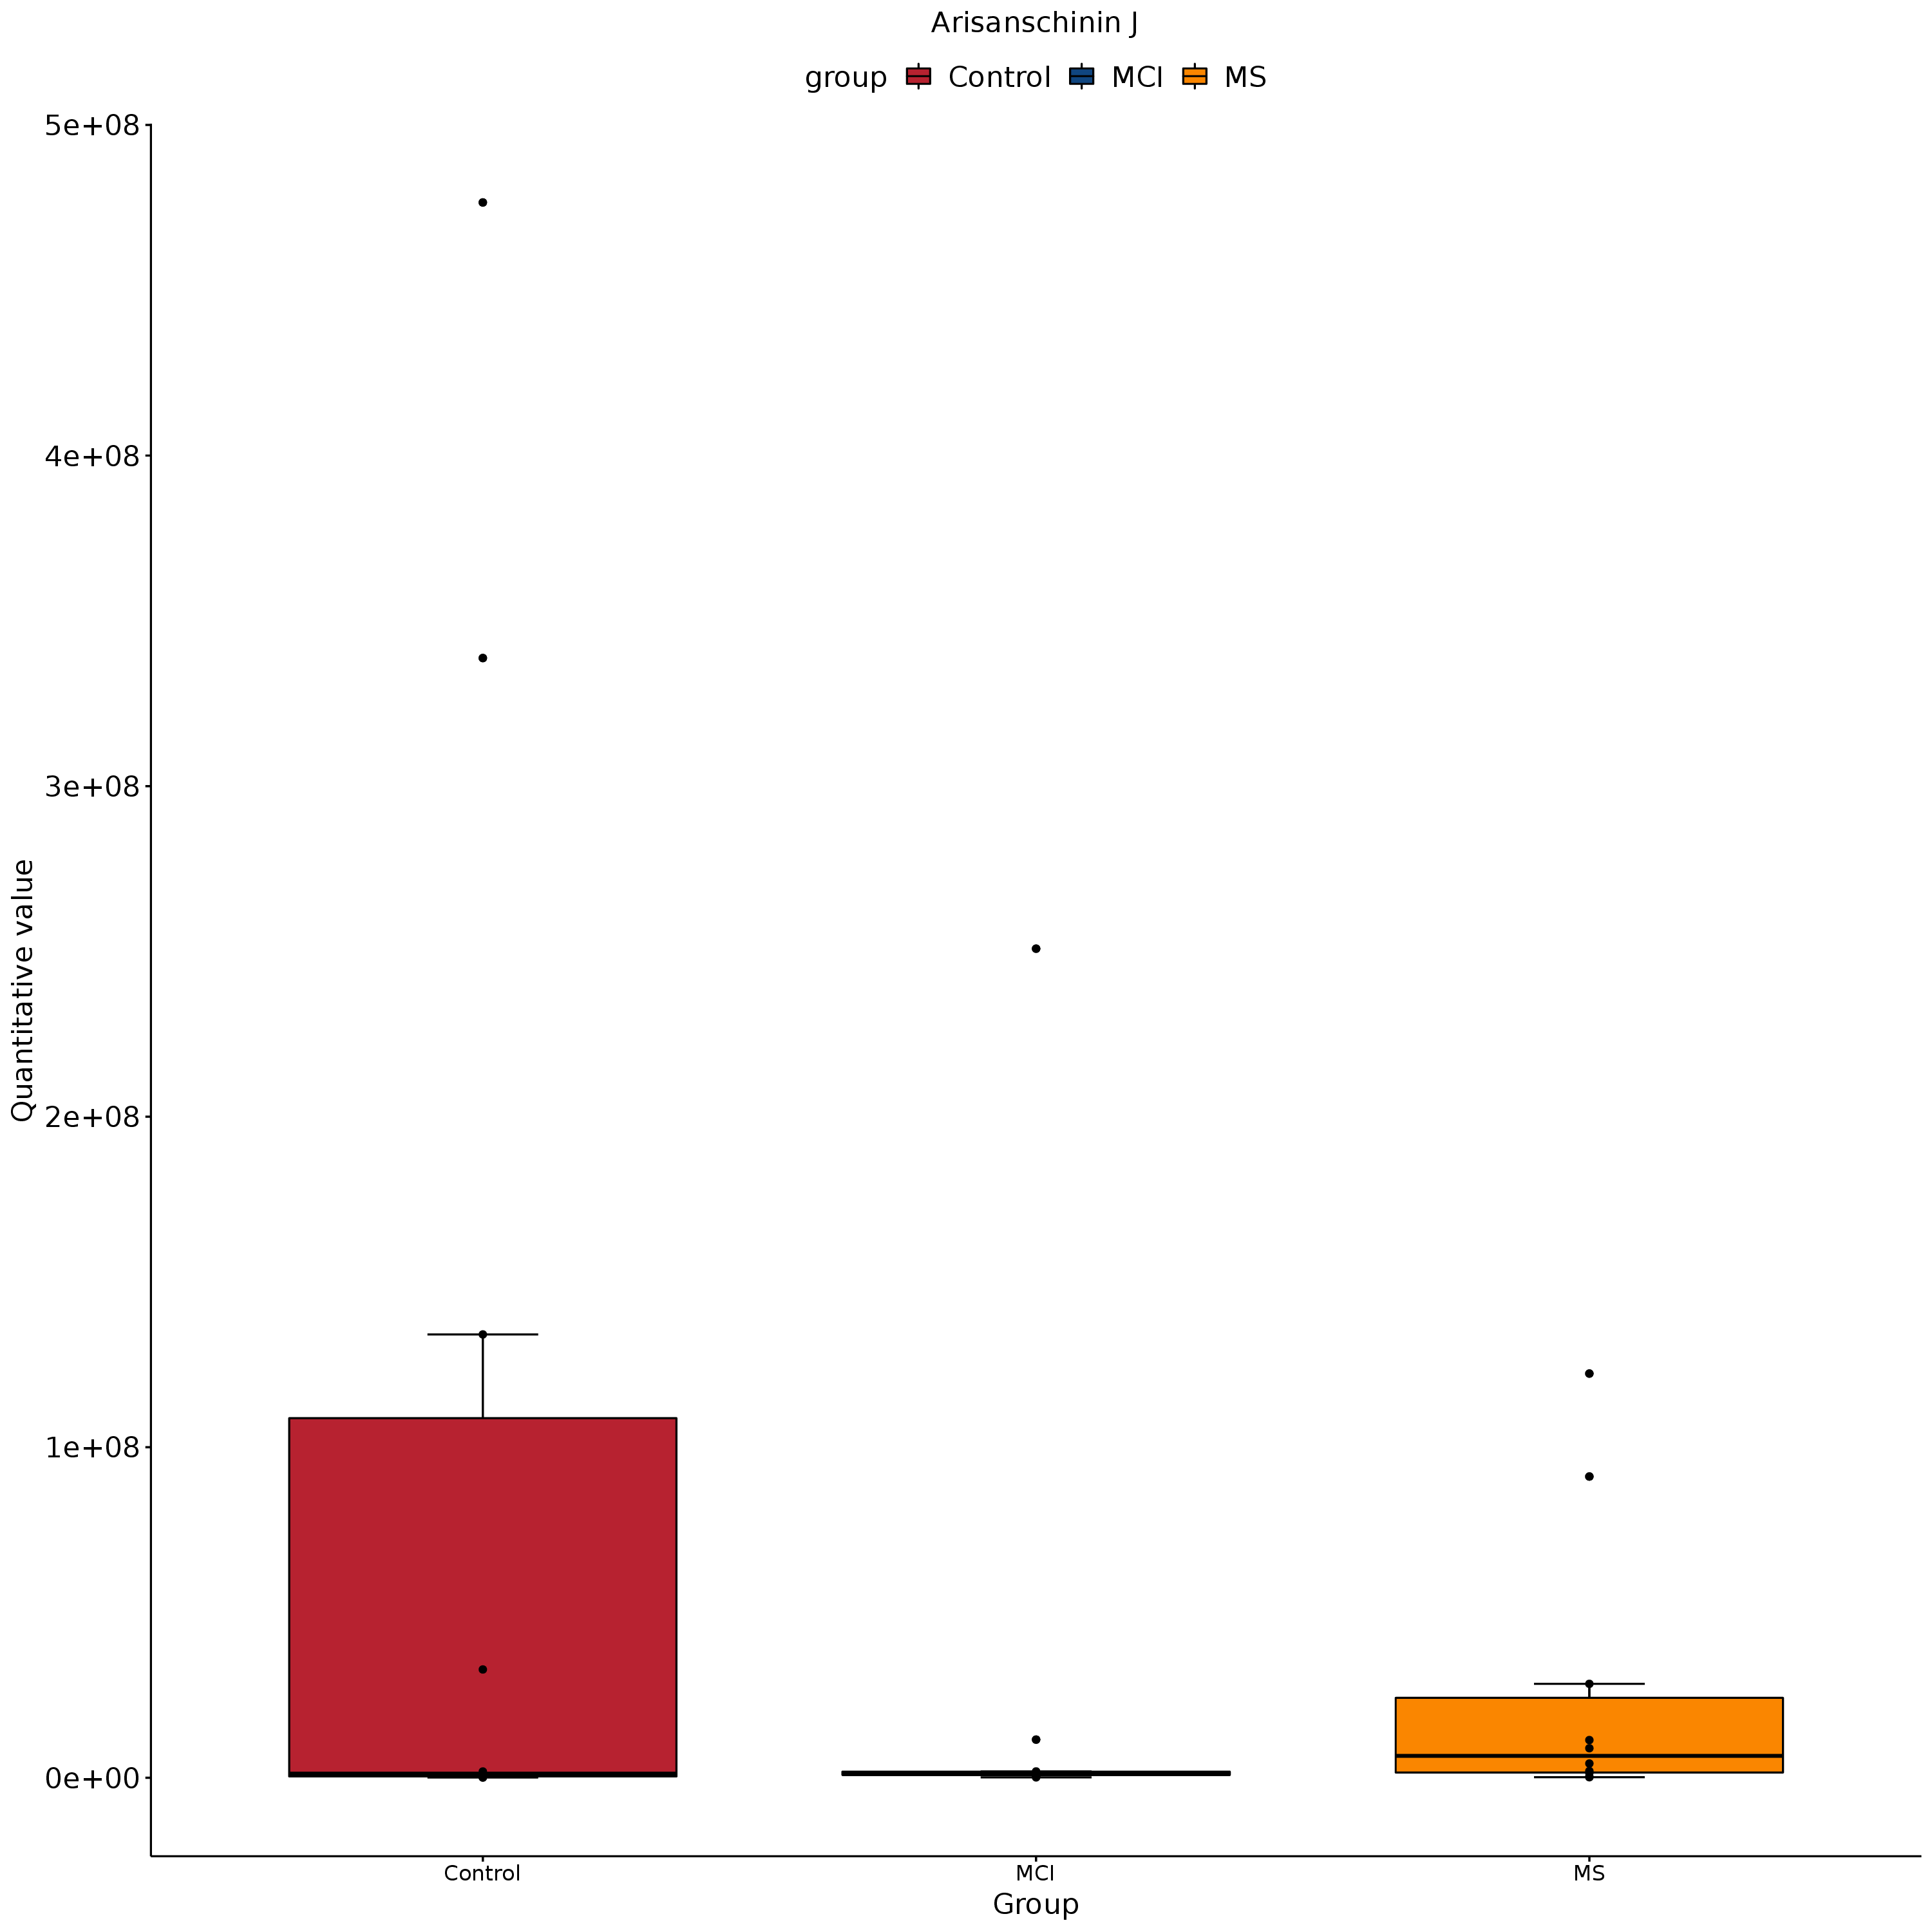 Arisanschinin J
group Control MCI MS
5e+08
4e+08
3e+08
2e+08
1e+08
0e+00
Quantitative value
Control MCI MS
Group